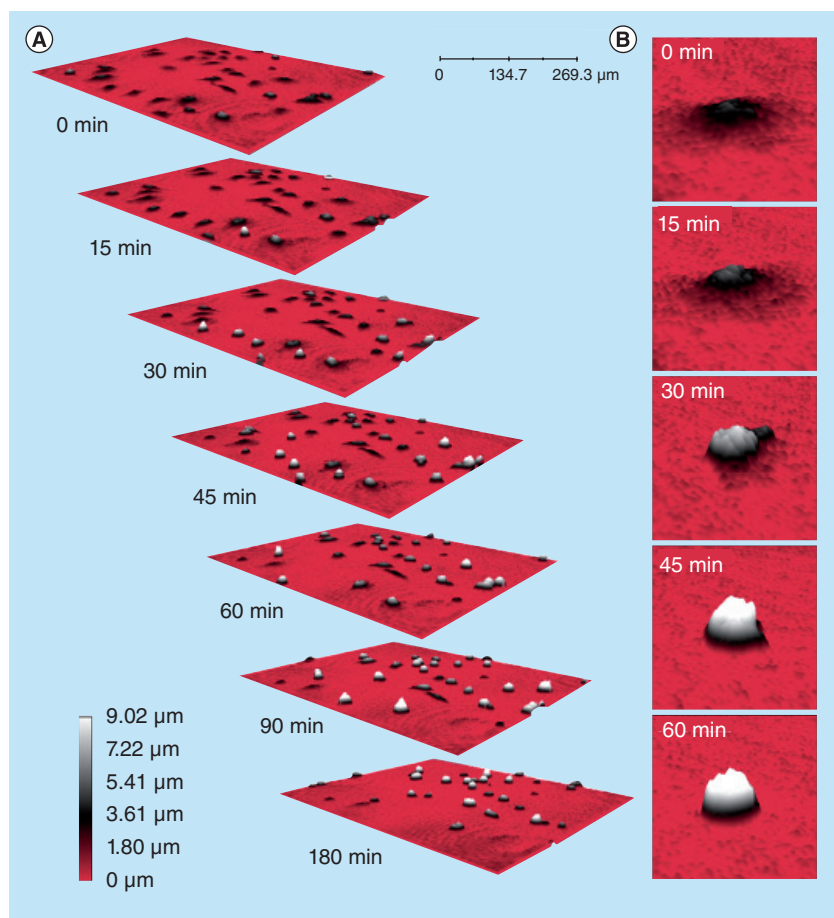 A
0 134.7 269.3 µm
0 min
15 min
30 min
45 min
60 min
90 min
180 min
9.02 µm
7.22 µm
5.41 µm
3.61 µm
1.80 µm
0 µm
B
0 min
15 min
30 min
45 min
60 min